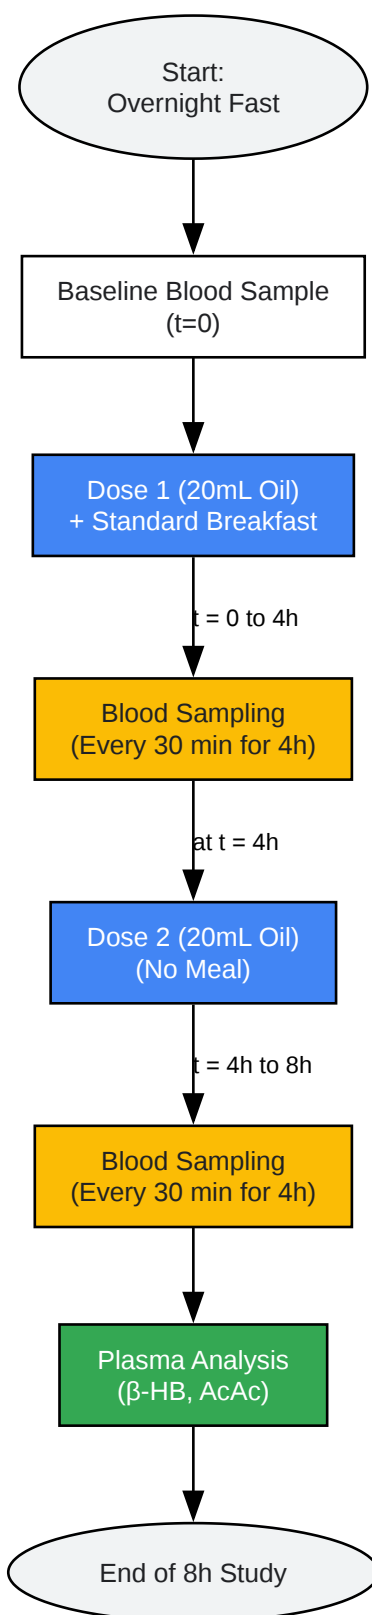 Start:
Overnight Fast
Baseline Blood Sample
(t=0)
Dose 1 (20mL Oil)
+ Standard Breakfast
t = 0 to 4h
Blood Sampling
(Every 30 min for 4h)
at t = 4h
Dose 2 (20mL Oil)
(No Meal)
t = 4h to 8h
Blood Sampling
(Every 30 min for 4h)
Plasma Analysis
(β-HB, AcAc)
End of 8h Study